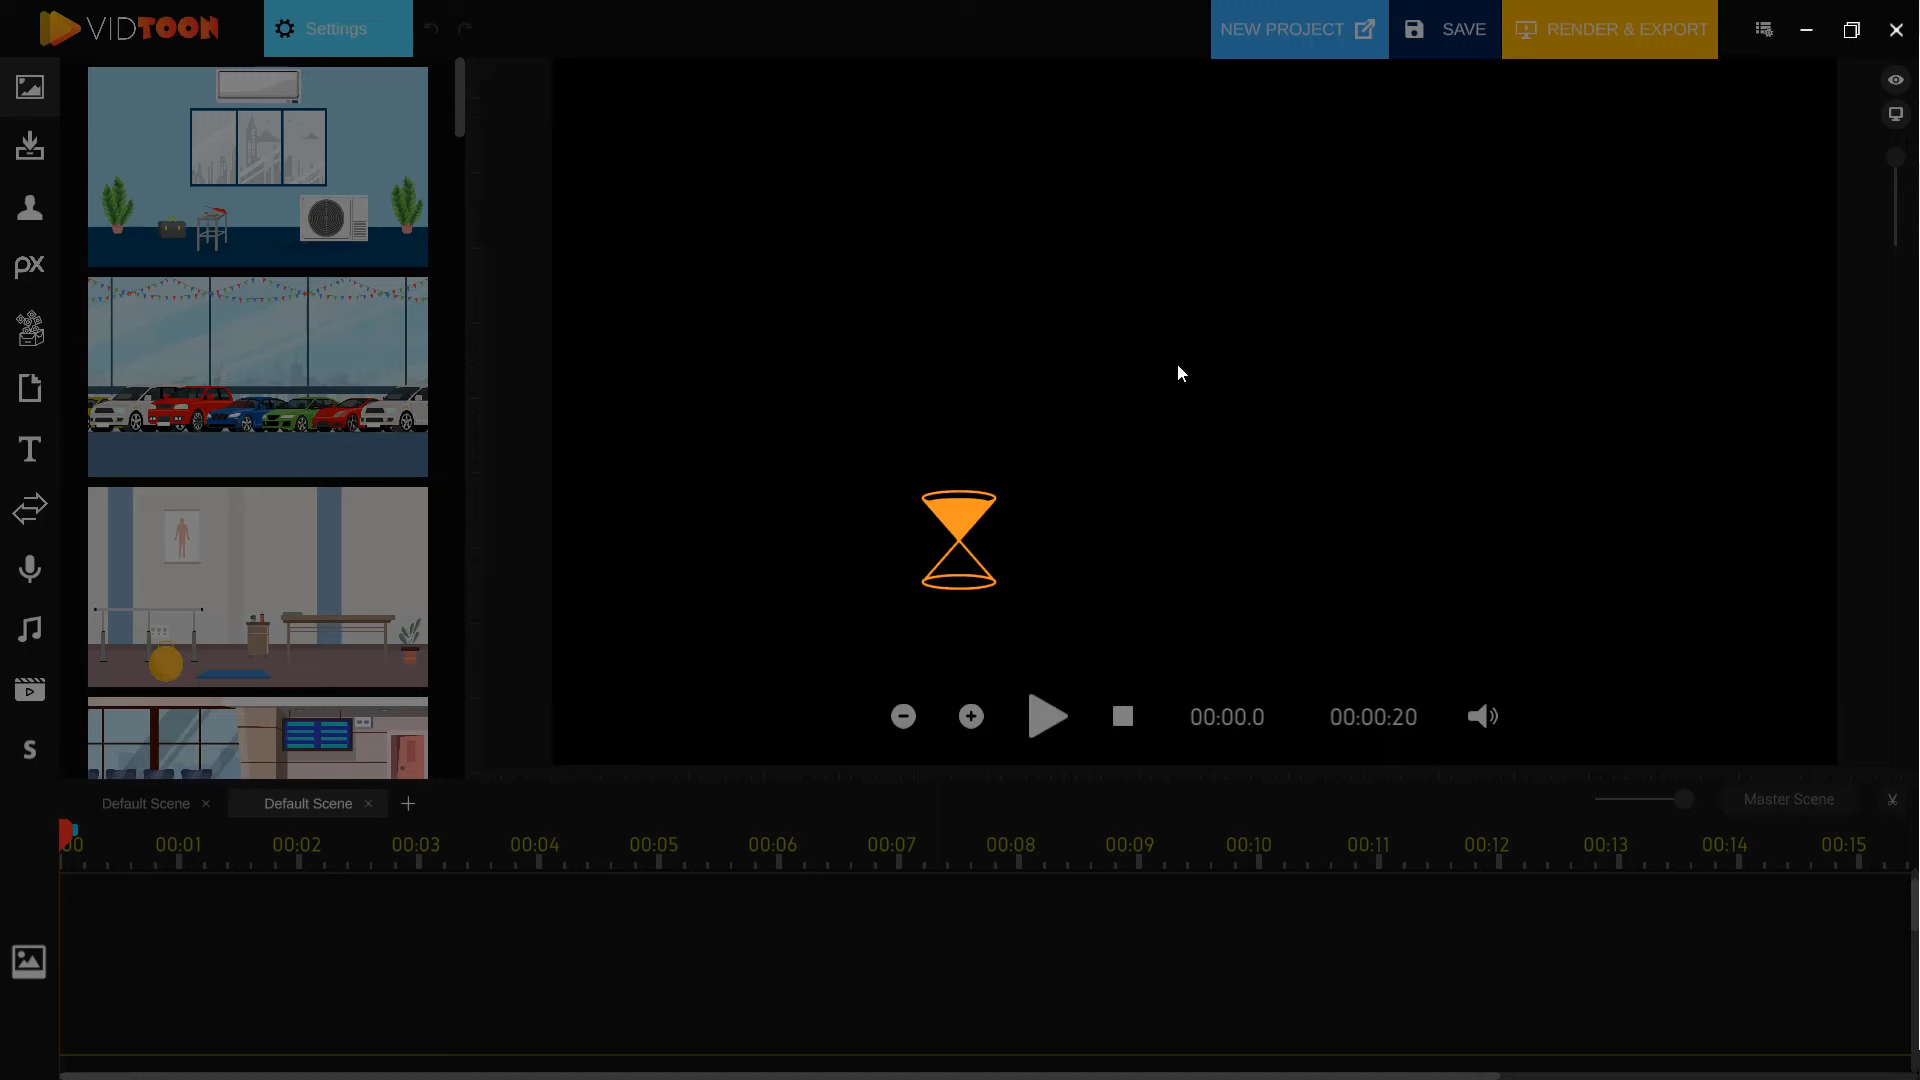 VIDTOON
Settings
NEW PROJECT
SAVE
RENDER & EXPORT
px
T
S
00:00.0
00:00:20
Default Scene
Default Scene
Master Scene
00 00:01 00:02 00:03 00:04 00:05 00:06 00:07 00:08 00:09 00:10 00:11 00:12 00:13 00:14 00:15